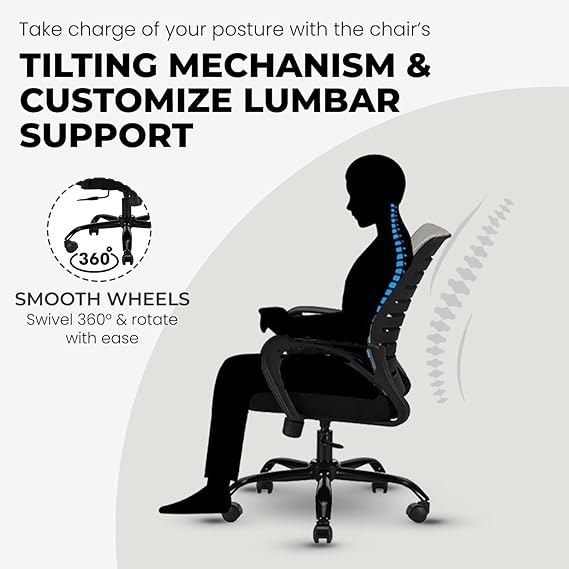 Take charge of your posture with the chair's
TILTING MECHANISM &
CUSTOMIZE LUMBAR
SUPPORT
360°
SMOOTH WHEELS
Swivel 360° & rotate
with ease